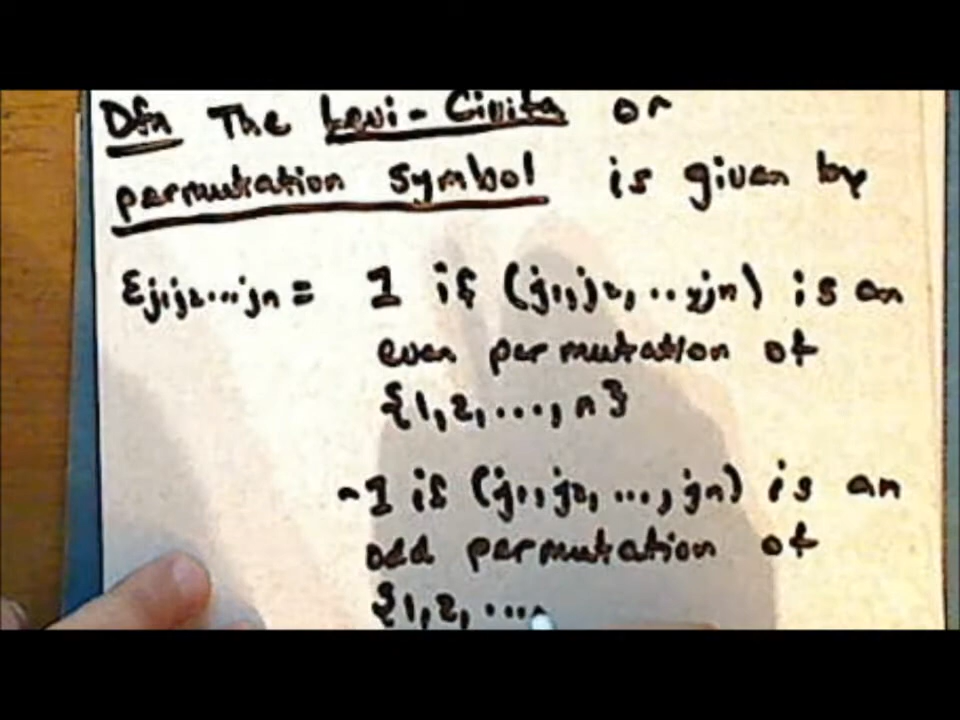 Dfn The Levi-Civita or
permutation symbol is given by
εj₁j₂...jn = 1 if (j₁,j₂,...,jn) is an
even permutation of
{1,2,...,n}
-1 if (j₁,j₂,...,jn) is an
odd permutation of
{1,2,...